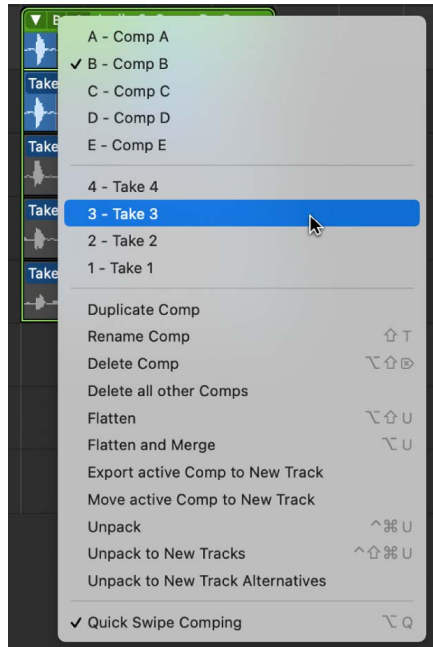 A - Comp A
✓ B - Comp B
C - Comp C
D - Comp D
E - Comp E
Take
Take
Take
Take
4 - Take 4
3 - Take 3
2 - Take 2
1 - Take 1
Duplicate Comp
Rename Comp ⇧ T
Delete Comp ⌥⇧⌦
Delete all other Comps
Flatten ⌥⇧ U
Flatten and Merge ⌥ U
Export active Comp to New Track
Move active Comp to New Track
Unpack ^⌘ U
Unpack to New Tracks ^⇧⌘ U
Unpack to New Track Alternatives
✓ Quick Swipe Comping ⌥ Q